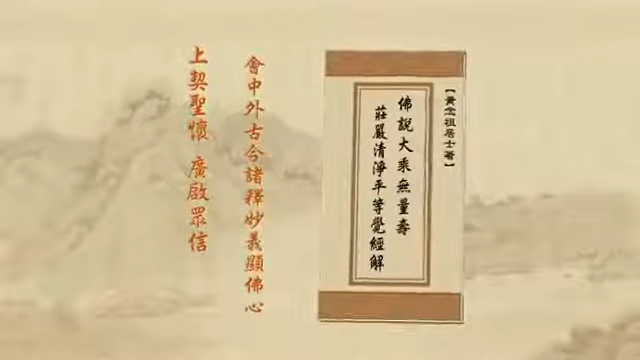 【黃念祖居士著】
佛說大乘無量壽
莊嚴清淨平等覺經解
會中外古今諸釋妙義顯佛心
上契聖懷 廣啟眾信